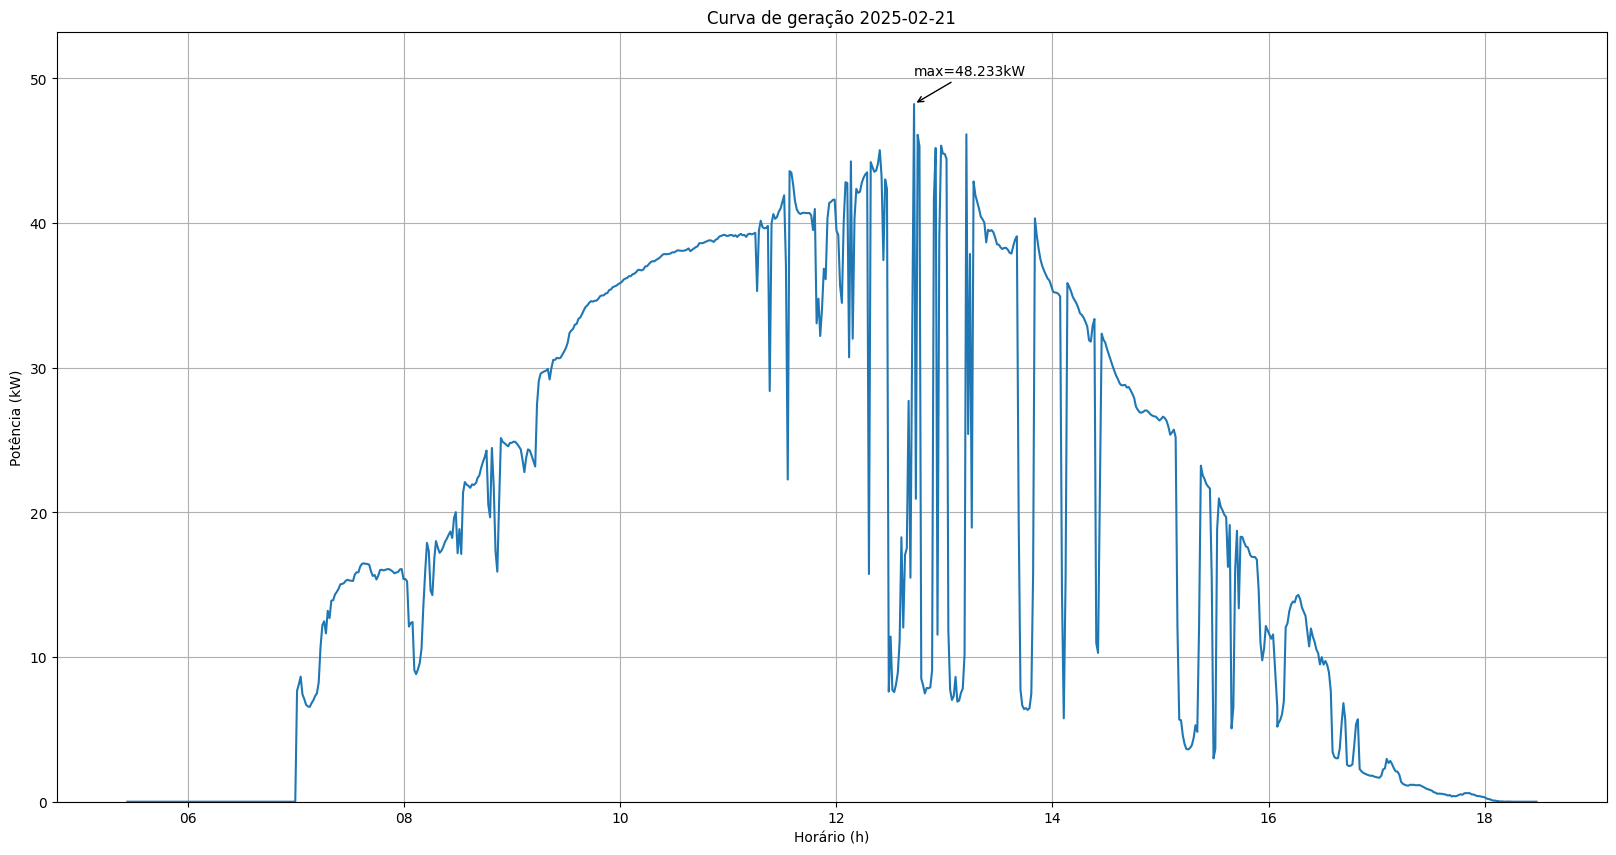 Curva de geração 2025-02-21
max=48.233kW
Potência (kW)
50
40
30
20
10
0
06 08 10 12 14 16 18
Horário (h)